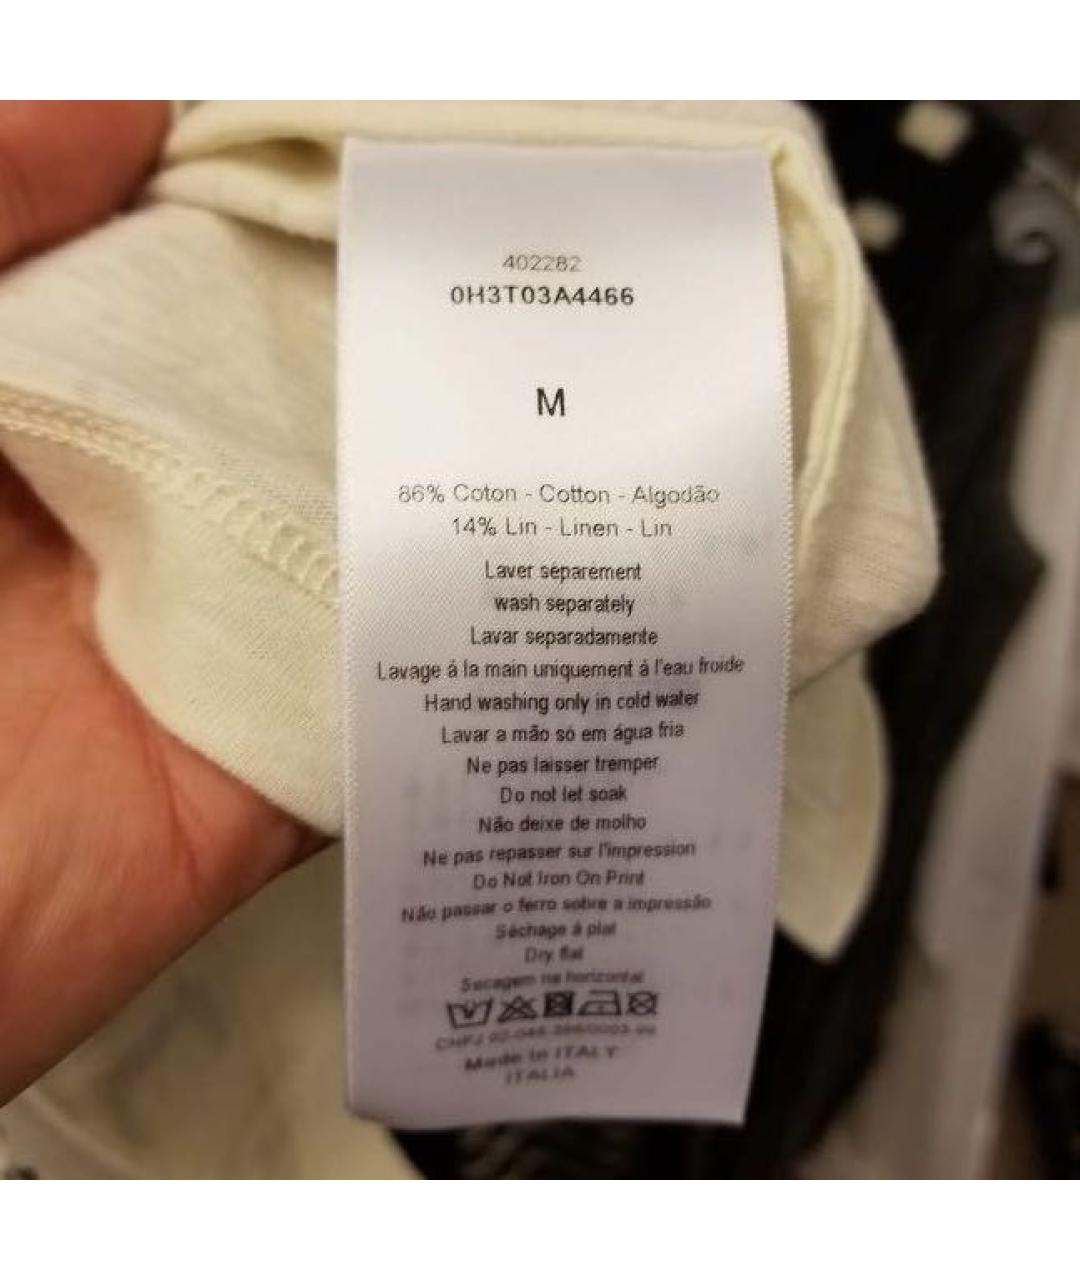 402282
0H3T03A4466
M
86% Coton - Cotton - Algodão
14% Lin - Linen - Lin
Laver séparement
wash separately
Lavar separadamente
Lavage á la main uniquement á l'eau froide
Hand washing only in cold water
Lavar a mão só em água fria
Ne pas laisser tremper
Do not let soak
Não deixe de molho
Ne pas repasser sur l'impression
Do Not Iron On Print
Não passar o ferro sobre a impressão
Séchage á plat
Dry flat
Secagem na horizontal
Made in ITALY
ITALIA